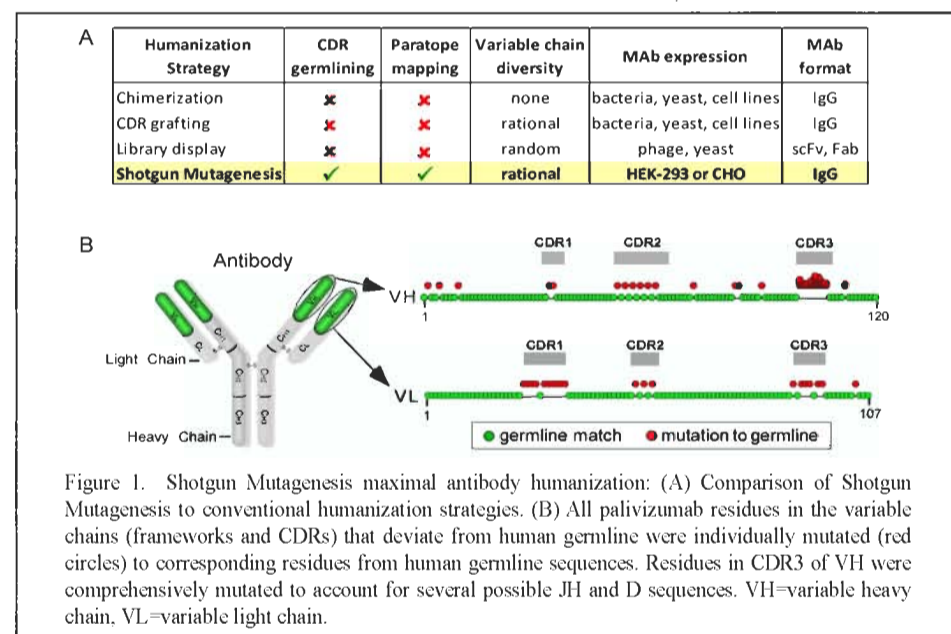 A
Humanization Strategy CDR germlining Paratope mapping Variable chain diversity MAb expression MAb format
Chimerization ✗ ✗ none bacteria, yeast, cell lines IgG
CDR grafting ✗ ✗ rational bacteria, yeast, cell lines IgG
Library display ✗ ✗ random phage, yeast scFv, Fab
Shotgun Mutagenesis ✓ ✓ rational HEK-293 or CHO IgG
B
Antibody
Light Chain
Heavy Chain
CDR1 CDR2 CDR3
VH
1 120
CDR1 CDR2 CDR3
VL
1 107
germline match mutation to germline
Figure 1. Shotgun Mutagenesis maximal antibody humanization: (A) Comparison of Shotgun
Mutagenesis to conventional humanization strategies. (B) All palivizumab residues in the variable
chains (frameworks and CDRs) that deviate from human germline were individually mutated (red
circles) to corresponding residues from human germline sequences. Residues in CDR3 of VH were
comprehensively mutated to account for several possible JH and D sequences. VH=variable heavy
chain, VL=variable light chain.